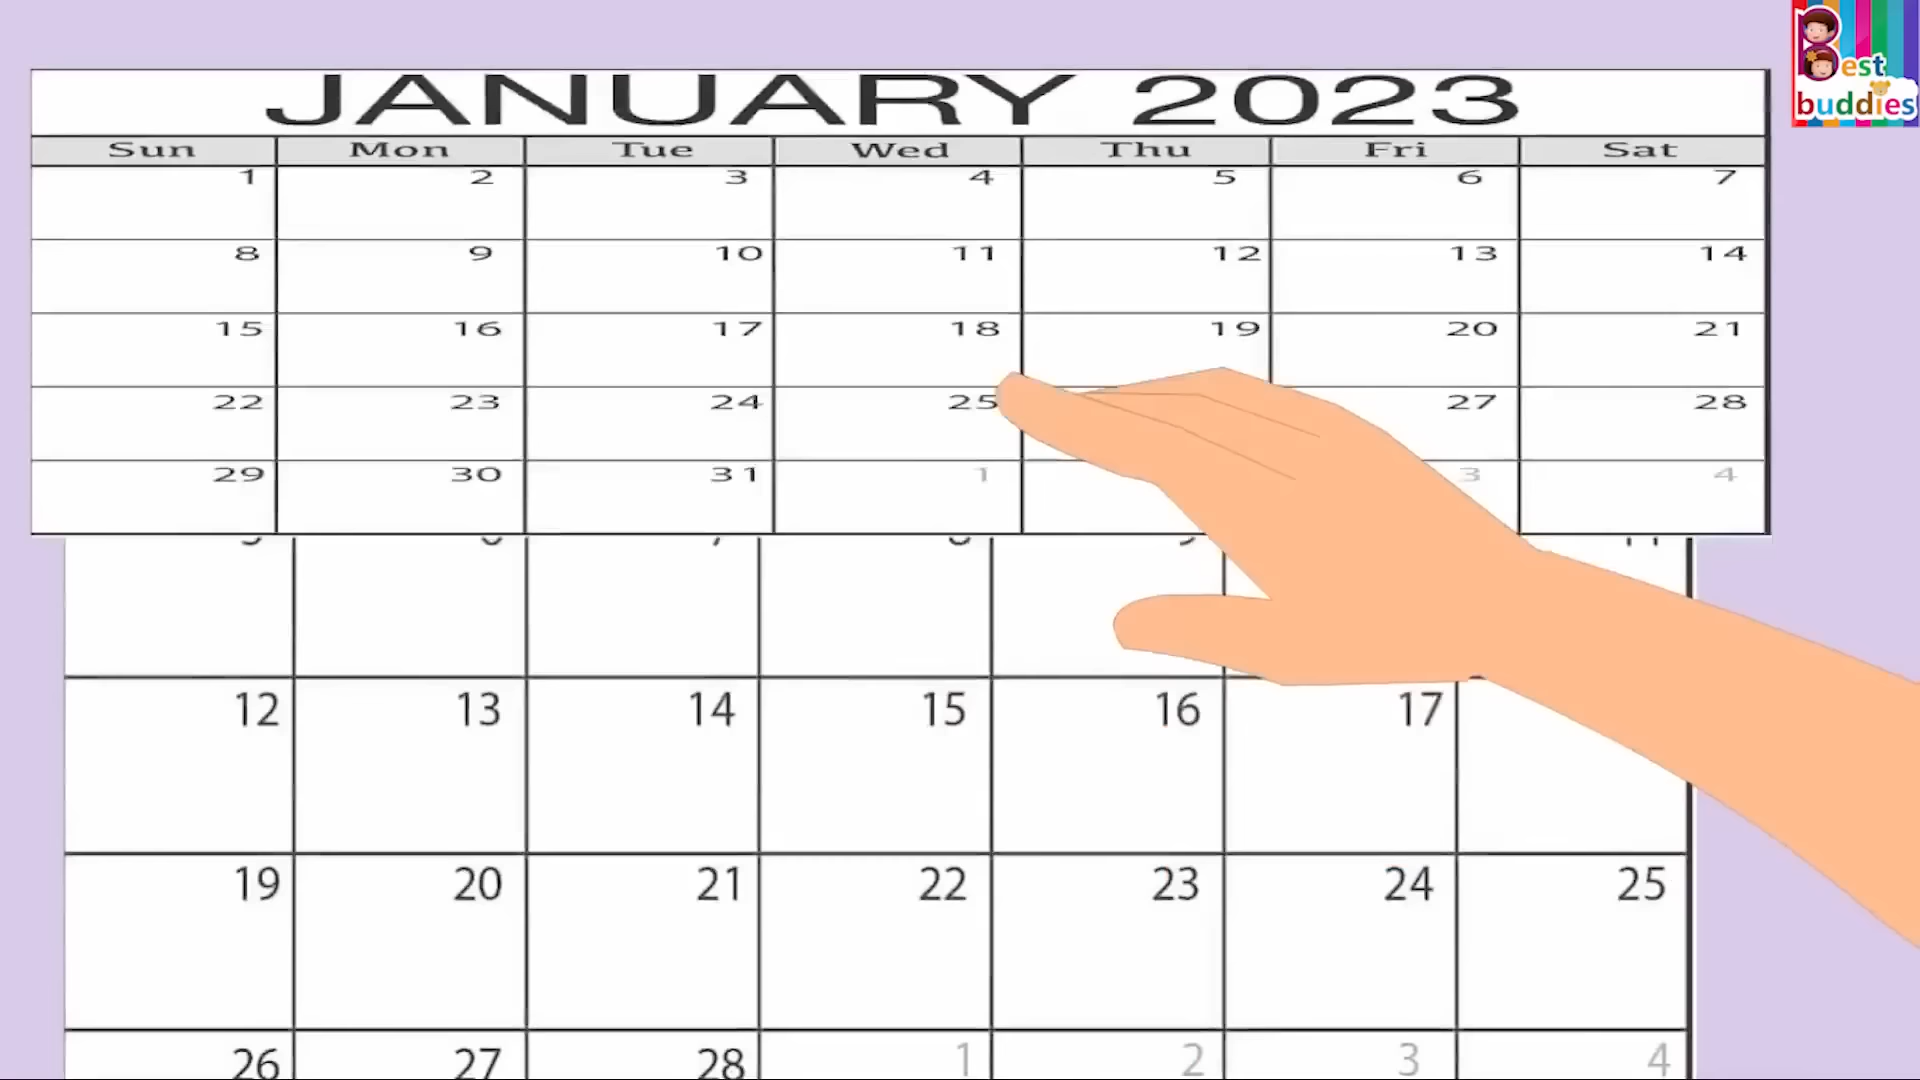 Best
buddies
JANUARY 2023
Sun Mon Tue Wed Thu Fri Sat
1 2 3 4 5 6 7
8 9 10 11 12 13 14
15 16 17 18 19 20 21
22 23 24 25 27 28
29 30 31 1 3 4
12 13 14 15 16 17
19 20 21 22 23 24 25
26 27 28 1 2 3 4